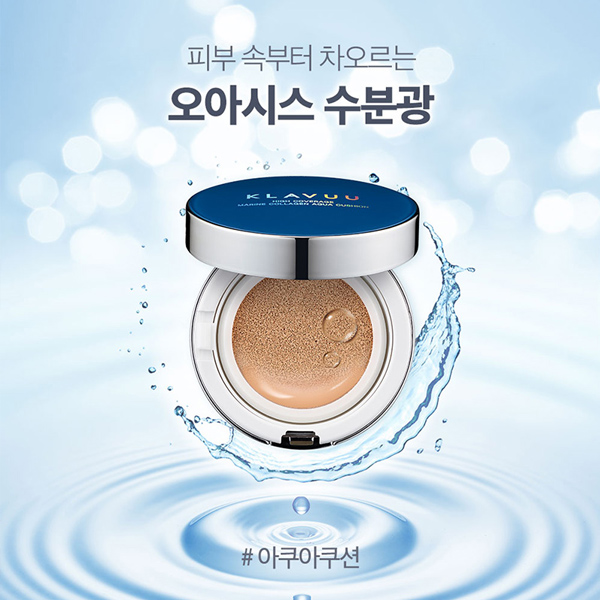 피부 속부터 차오르는
오아시스 수분광
KLAVUU
HIGH COVERAGE
MARINE COLLAGEN AQUA CUSHION
# 아쿠아쿠션